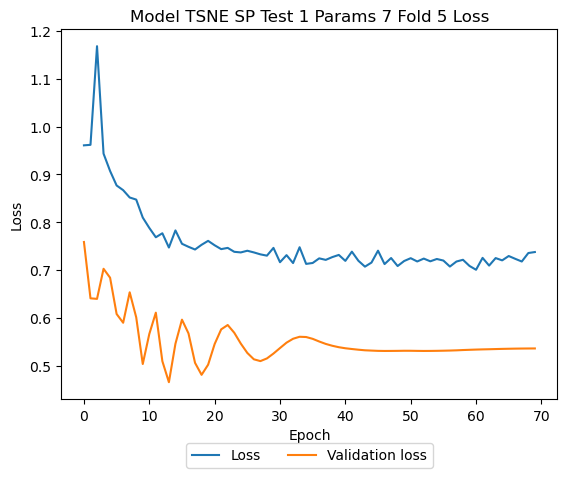 Model TSNE SP Test 1 Params 7 Fold 5 Loss
1.2
1.1
1.0
0.9
0.8
0.7
0.6
0.5
Loss
0 10 20 30 40 50 60 70
Epoch
Loss Validation loss